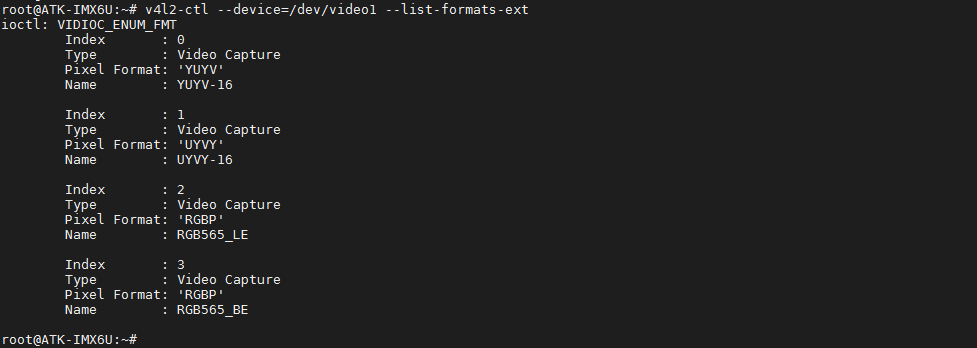 root@ATK-IMX6U:~# v4l2-ctl --device=/dev/video1 --list-formats-ext
ioctl: VIDIOC_ENUM_FMT
        Index       : 0
        Type        : Video Capture
        Pixel Format: 'YUYV'
        Name        : YUYV-16

        Index       : 1
        Type        : Video Capture
        Pixel Format: 'UYVY'
        Name        : UYVY-16

        Index       : 2
        Type        : Video Capture
        Pixel Format: 'RGBP'
        Name        : RGB565_LE

        Index       : 3
        Type        : Video Capture
        Pixel Format: 'RGBP'
        Name        : RGB565_BE

root@ATK-IMX6U:~#